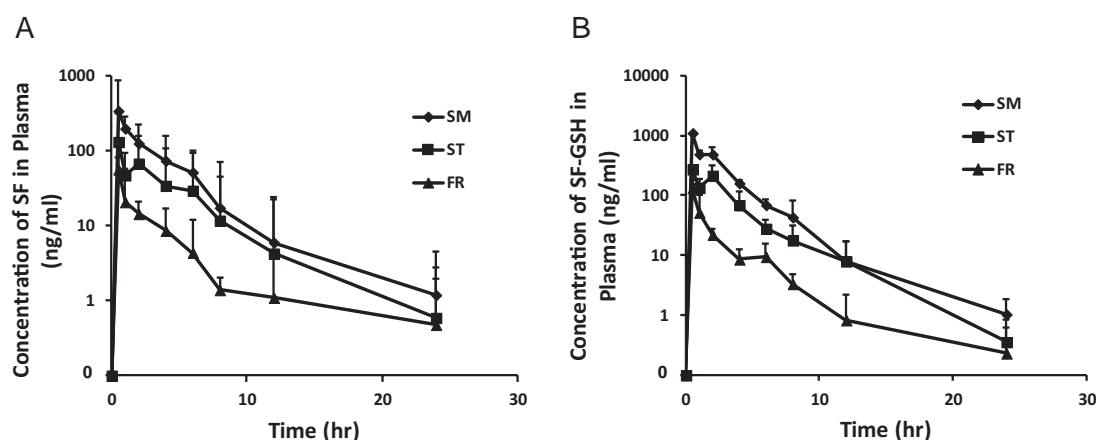 A
Concentration of SF in Plasma
(ng/ml)
1000
100
10
1
0
0
10
20
30
Time (hr)
SM
ST
FR
B
Concentration of SF-GSH in
Plasma (ng/ml)
10000
1000
100
10
1
0
0
10
20
30
Time (hr)
SM
ST
FR